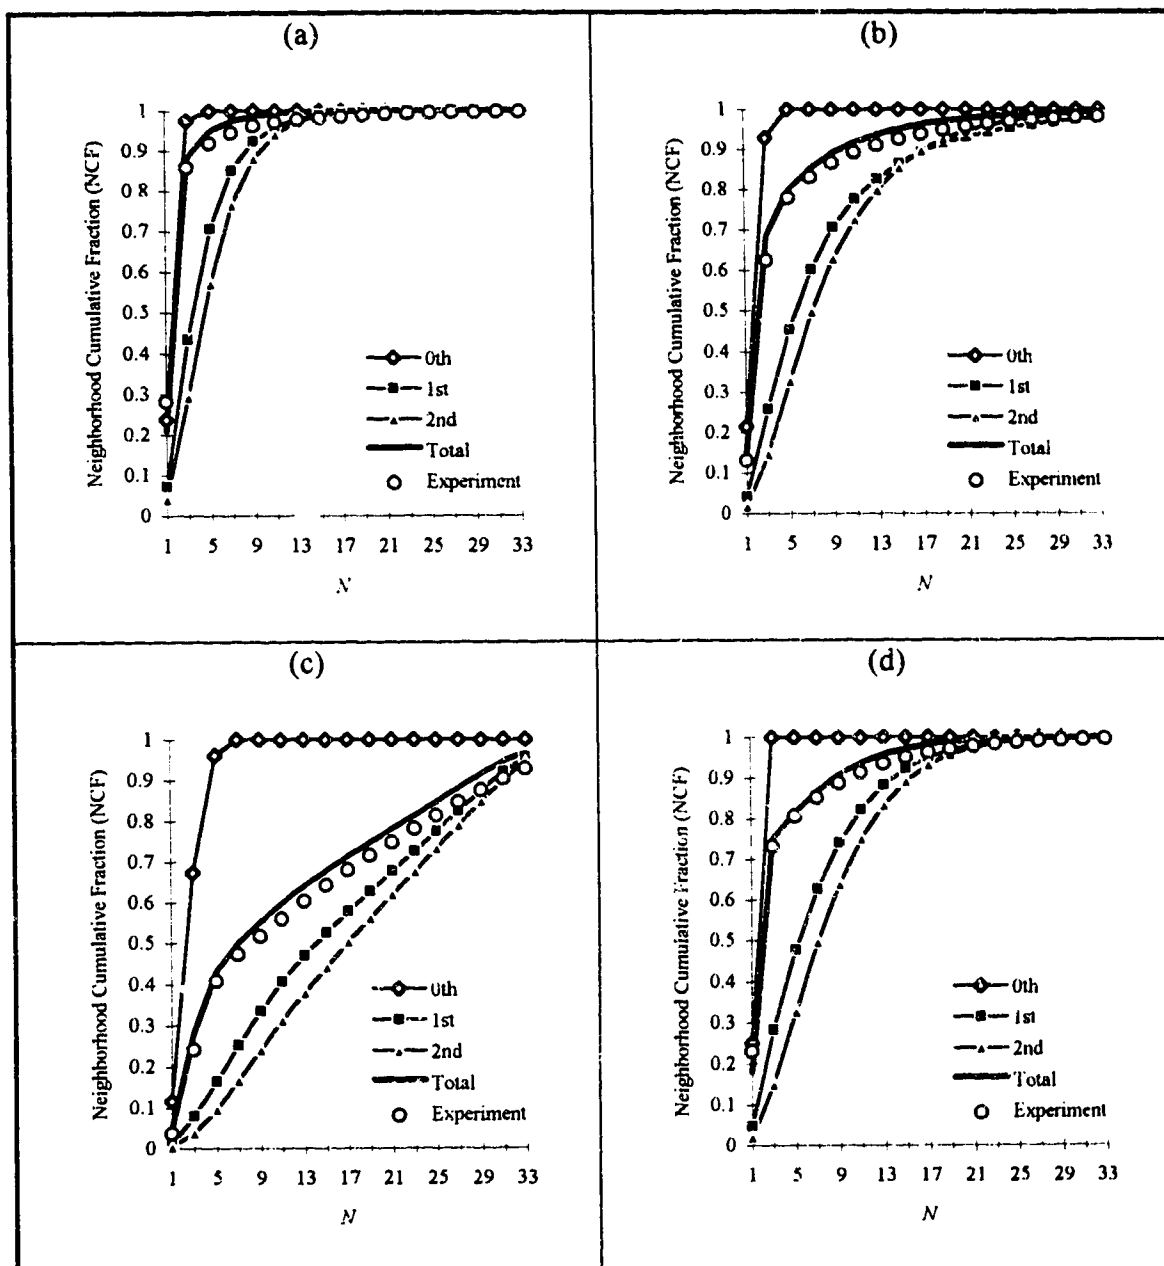 (a)
Neighborhood Cumulative Fraction (NCF)
1
0.9
0.8
0.7
0.6
0.5
0.4
0.3
0.2
0.1
0
1 5 9 13 17 21 25 29 33
N
0th
1st
2nd
Total
Experiment
(b)
Neighborhood Cumulative Fraction (NCF)
1
0.9
0.8
0.7
0.6
0.5
0.4
0.3
0.2
0.1
0
1 5 9 13 17 21 25 29 33
N
0th
1st
2nd
Total
Experiment
(c)
Neighborhood Cumulative Fraction (NCF)
1
0.9
0.8
0.7
0.6
0.5
0.4
0.3
0.2
0.1
0
1 5 9 13 17 21 25 29 33
N
0th
1st
2nd
Total
Experiment
(d)
Neighborhood Cumulative Fraction (NCF)
1
0.9
0.8
0.7
0.6
0.5
0.4
0.3
0.2
0.1
0
1 5 9 13 17 21 25 29 33
N
0th
1st
2nd
Total
Experiment